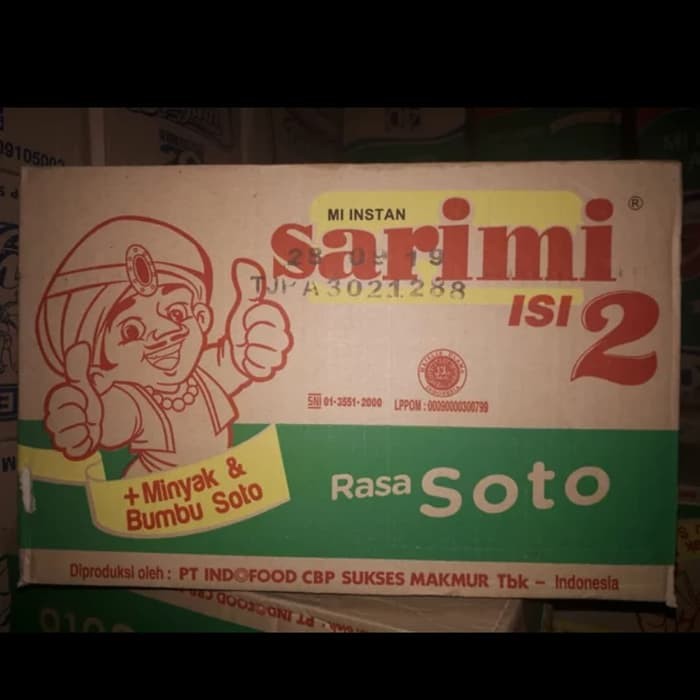 09105002
MI INSTAN
sarimi ®
28 09 19
TJPA3021288
ISI 2
SNI 01-3551-2000 LPPOM : 00090000300799
+Minyak &
Bumbu Soto
Rasa Soto
Diproduksi oleh : PT INDOFOOD CBP SUKSES MAKMUR Tbk – Indonesia